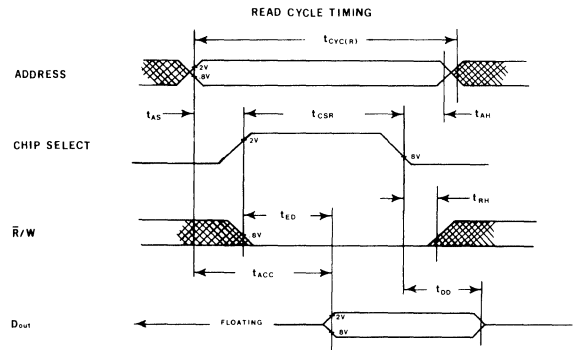 READ CYCLE TIMING
tCYC(R)
ADDRESS
2V
.8V
tAS
tCSR
tAH
CHIP SELECT
2V
.8V
tRH
R̅/W
tED
.8V
tACC
tDD
Dout
FLOATING
2V
.8V